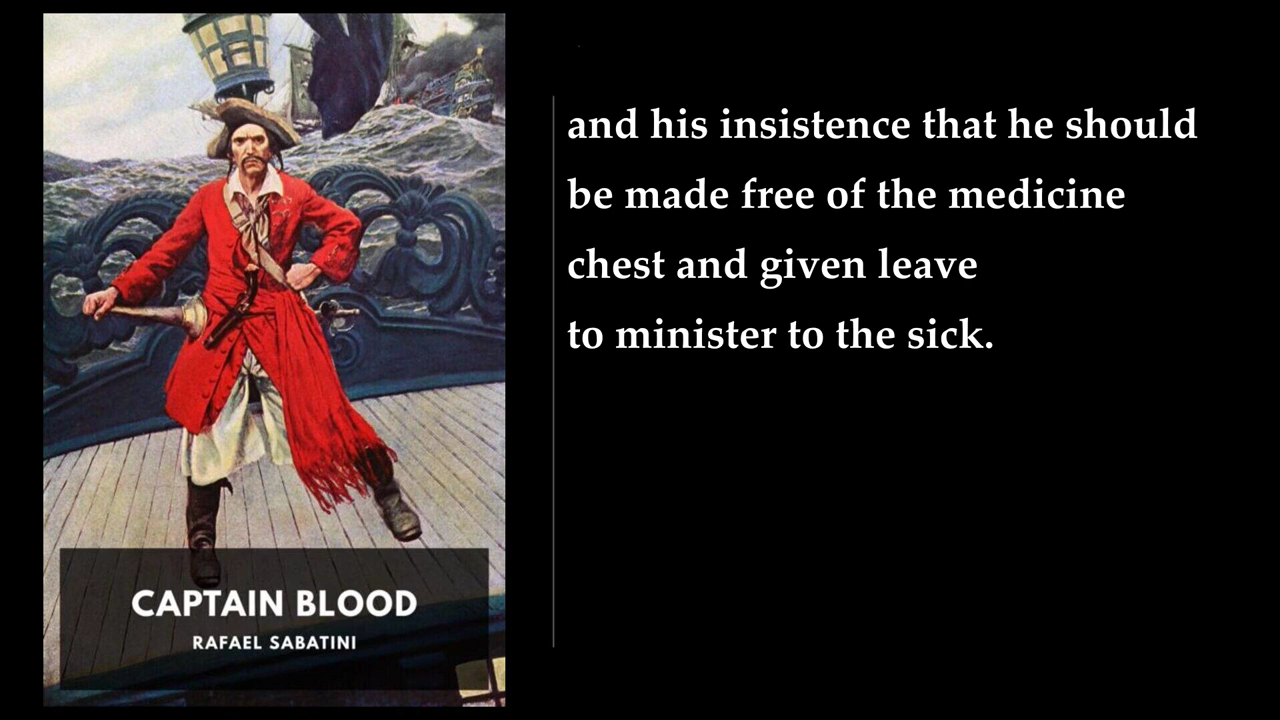 and his insistence that he should
be made free of the medicine
chest and given leave
to minister to the sick.
CAPTAIN BLOOD
RAFAEL SABATINI